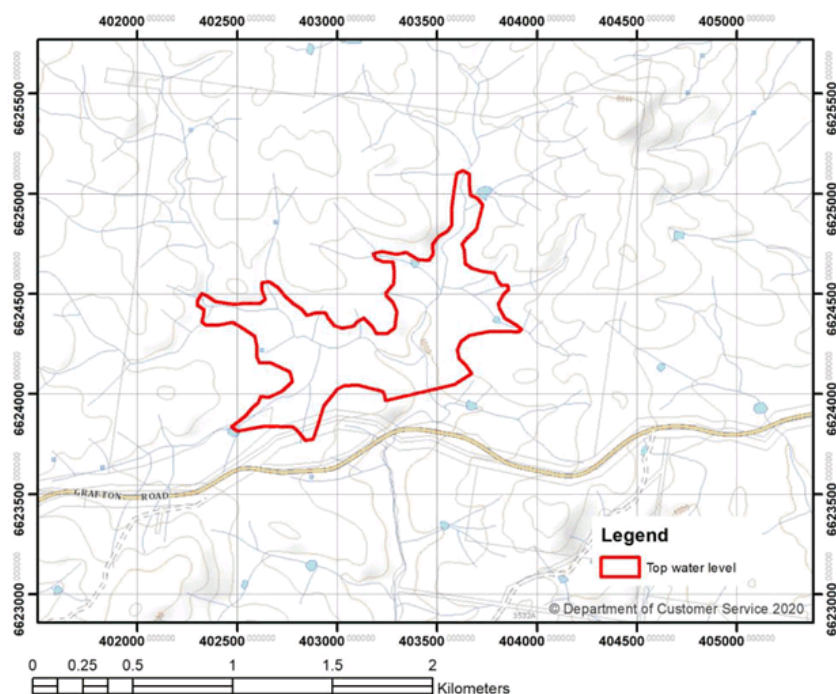 402000 402500 403000 403500 404000 404500 405000
6625500 6625500
6625000 6625000
6624500 6624500
6624000 6624000
6623500 6623500
6623000 6623000
GRAFTON ROAD
Legend
Top water level
© Department of Customer Service 2020
402000 402500 403000 403500 404000 404500 405000
0 0.25 0.5 1 1.5 2
Kilometers